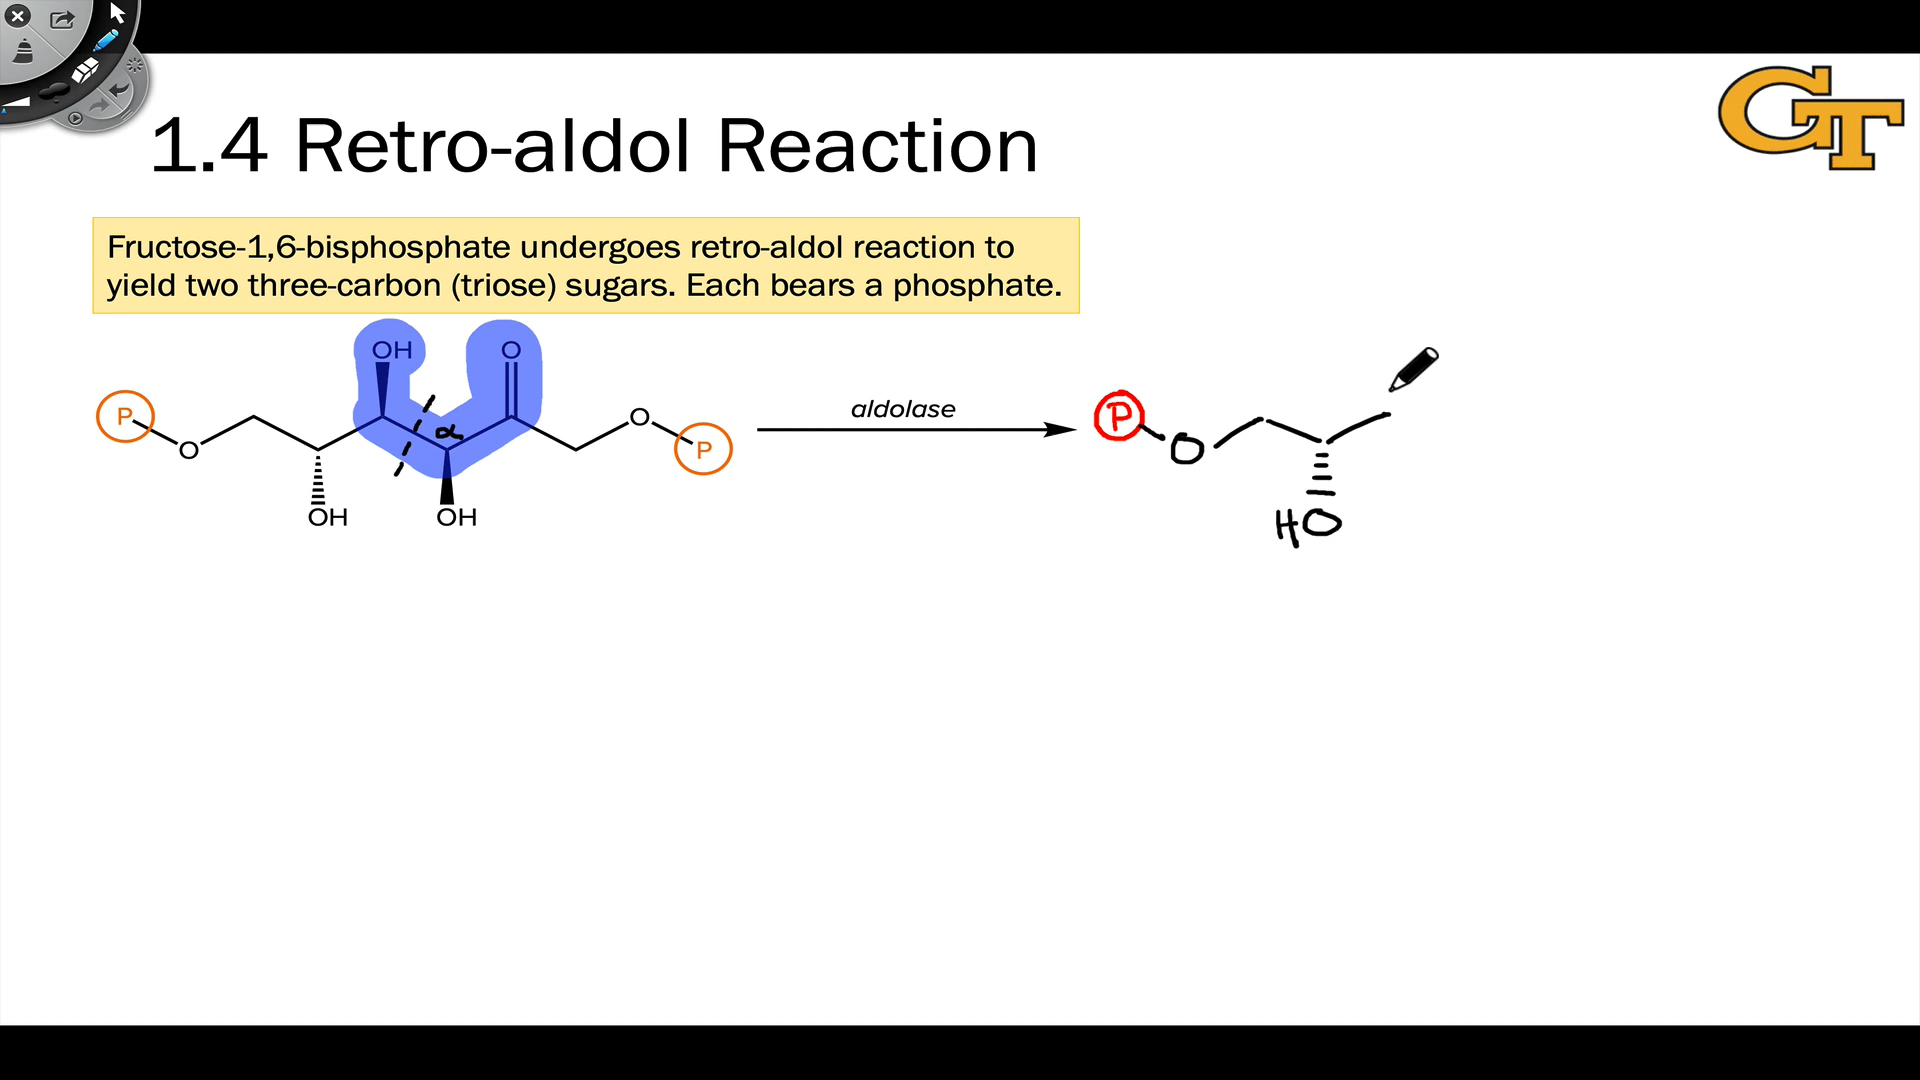 GT
1.4 Retro-aldol Reaction
Fructose-1,6-bisphosphate undergoes retro-aldol reaction to
yield two three-carbon (triose) sugars. Each bears a phosphate.
OH O
P O α O P
OH OH
aldolase
P O
HO